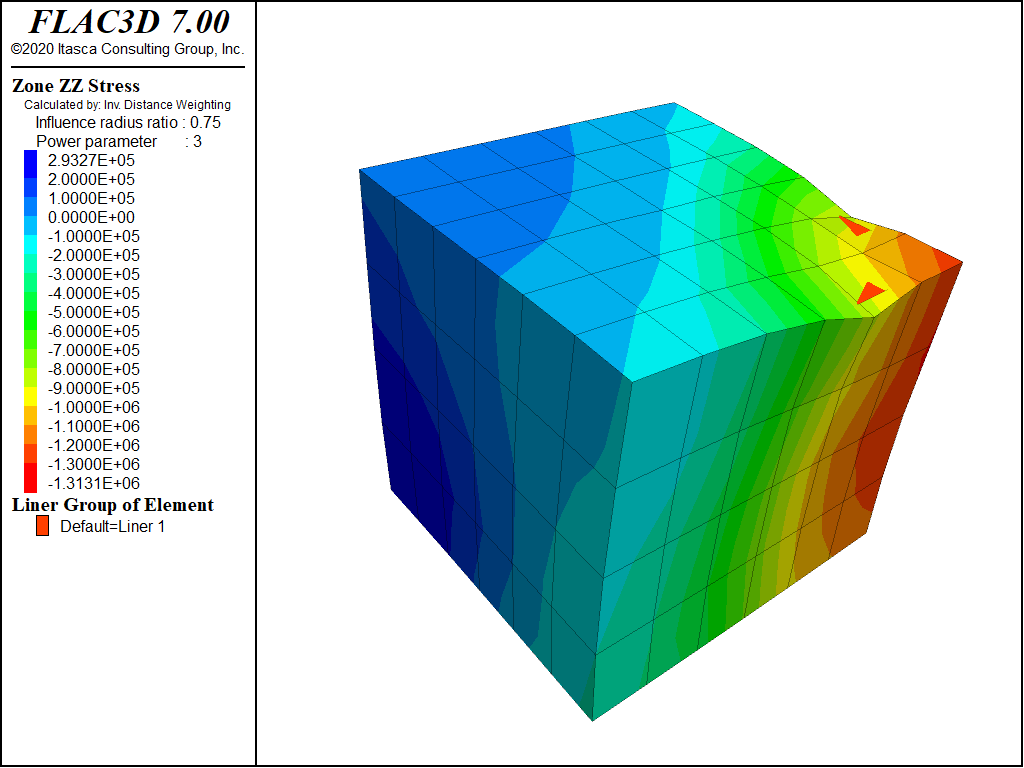 FLAC3D 7.00
©2020 Itasca Consulting Group, Inc.
Zone ZZ Stress
Calculated by: Inv. Distance Weighting
Influence radius ratio : 0.75
Power parameter : 3
2.9327E+05
2.0000E+05
1.0000E+05
0.0000E+00
-1.0000E+05
-2.0000E+05
-3.0000E+05
-4.0000E+05
-5.0000E+05
-6.0000E+05
-7.0000E+05
-8.0000E+05
-9.0000E+05
-1.0000E+06
-1.1000E+06
-1.2000E+06
-1.3000E+06
-1.3131E+06
Liner Group of Element
Default=Liner 1